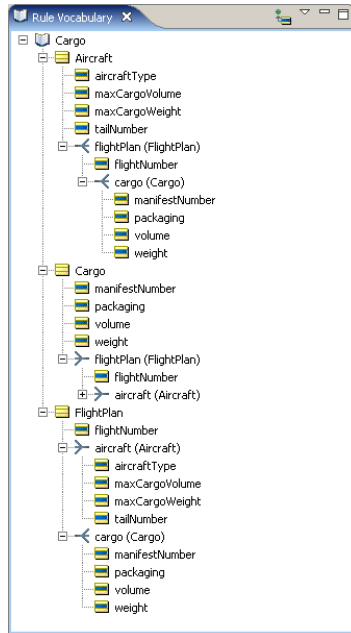 Rule Vocabulary
Cargo
Aircraft
aircraftType
maxCargoVolume
maxCargoWeight
tailNumber
flightPlan (FlightPlan)
flightNumber
cargo (Cargo)
manifestNumber
packaging
volume
weight
Cargo
manifestNumber
packaging
volume
weight
flightPlan (FlightPlan)
flightNumber
aircraft (Aircraft)
FlightPlan
flightNumber
aircraft (Aircraft)
aircraftType
maxCargoVolume
maxCargoWeight
tailNumber
cargo (Cargo)
manifestNumber
packaging
volume
weight